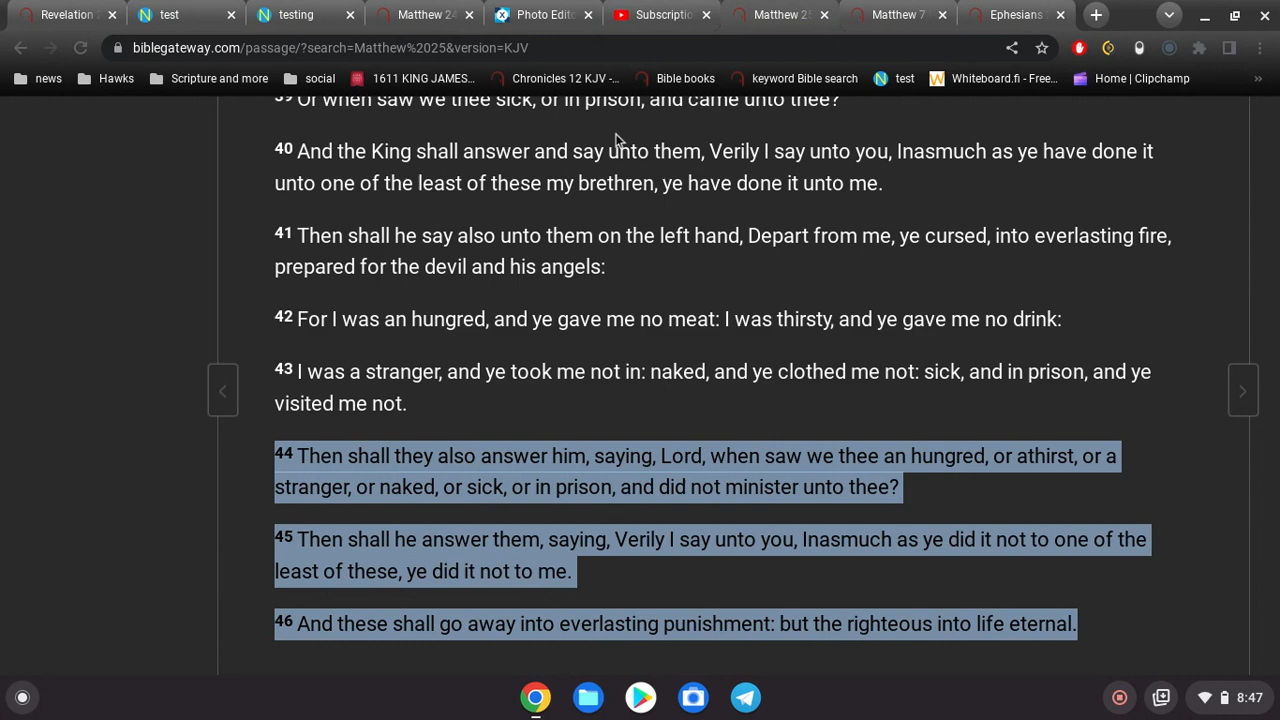 Revelation 2
test
testing
Matthew 24
Photo Edit
Subscriptio
Matthew 25
Matthew 7
Ephesians
biblegateway.com/passage/?search=Matthew%2025&version=KJV
news
Hawks
Scripture and more
social
1611 KING JAMES...
Chronicles 12 KJV -...
Bible books
keyword Bible search
test
Whiteboard.fi - Free...
Home | Clipchamp
39 Or when saw we thee sick, or in prison, and came unto thee?
40 And the King shall answer and say unto them, Verily I say unto you, Inasmuch as ye have done it
unto one of the least of these my brethren, ye have done it unto me.
41 Then shall he say also unto them on the left hand, Depart from me, ye cursed, into everlasting fire,
prepared for the devil and his angels:
42 For I was an hungred, and ye gave me no meat: I was thirsty, and ye gave me no drink:
43 I was a stranger, and ye took me not in: naked, and ye clothed me not: sick, and in prison, and ye
visited me not.
44 Then shall they also answer him, saying, Lord, when saw we thee an hungred, or athirst, or a
stranger, or naked, or sick, or in prison, and did not minister unto thee?
45 Then shall he answer them, saying, Verily I say unto you, Inasmuch as ye did it not to one of the
least of these, ye did it not to me.
46 And these shall go away into everlasting punishment: but the righteous into life eternal.
8:47